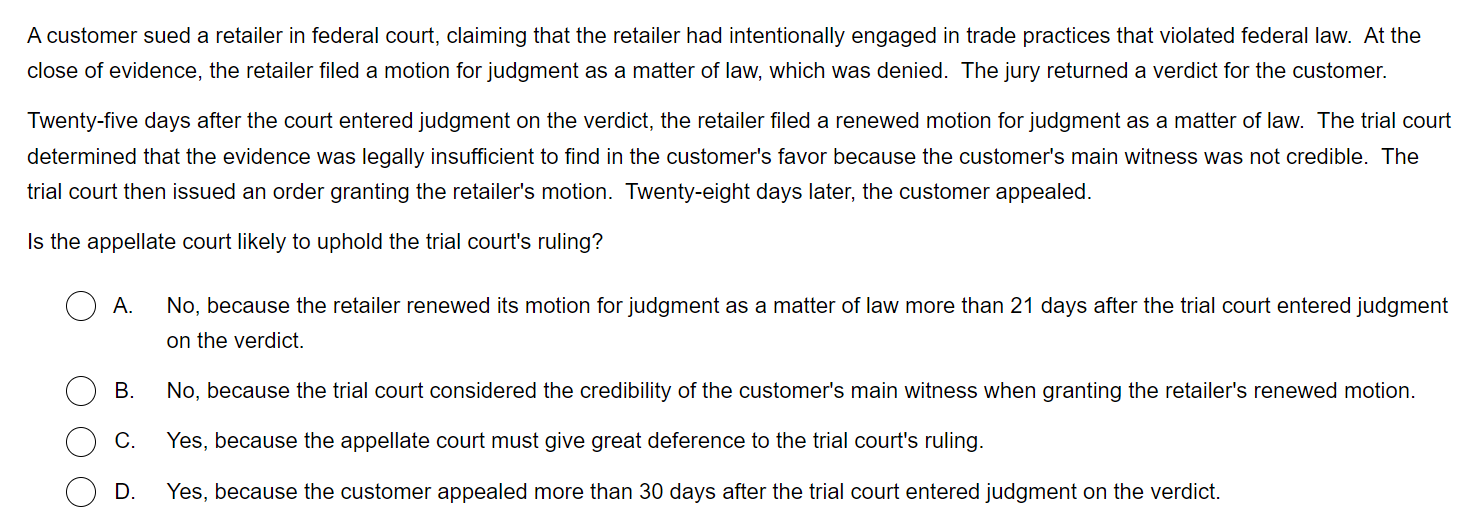 A customer sued a retailer in federal court, claiming that the retailer had intentionally engaged in trade practices that violated federal law.  At the
close of evidence, the retailer filed a motion for judgment as a matter of law, which was denied.  The jury returned a verdict for the customer.
Twenty-five days after the court entered judgment on the verdict, the retailer filed a renewed motion for judgment as a matter of law.  The trial court
determined that the evidence was legally insufficient to find in the customer's favor because the customer's main witness was not credible.  The
trial court then issued an order granting the retailer's motion.  Twenty-eight days later, the customer appealed.
Is the appellate court likely to uphold the trial court's ruling?
A. No, because the retailer renewed its motion for judgment as a matter of law more than 21 days after the trial court entered judgment
on the verdict.
B. No, because the trial court considered the credibility of the customer's main witness when granting the retailer's renewed motion.
C. Yes, because the appellate court must give great deference to the trial court's ruling.
D. Yes, because the customer appealed more than 30 days after the trial court entered judgment on the verdict.